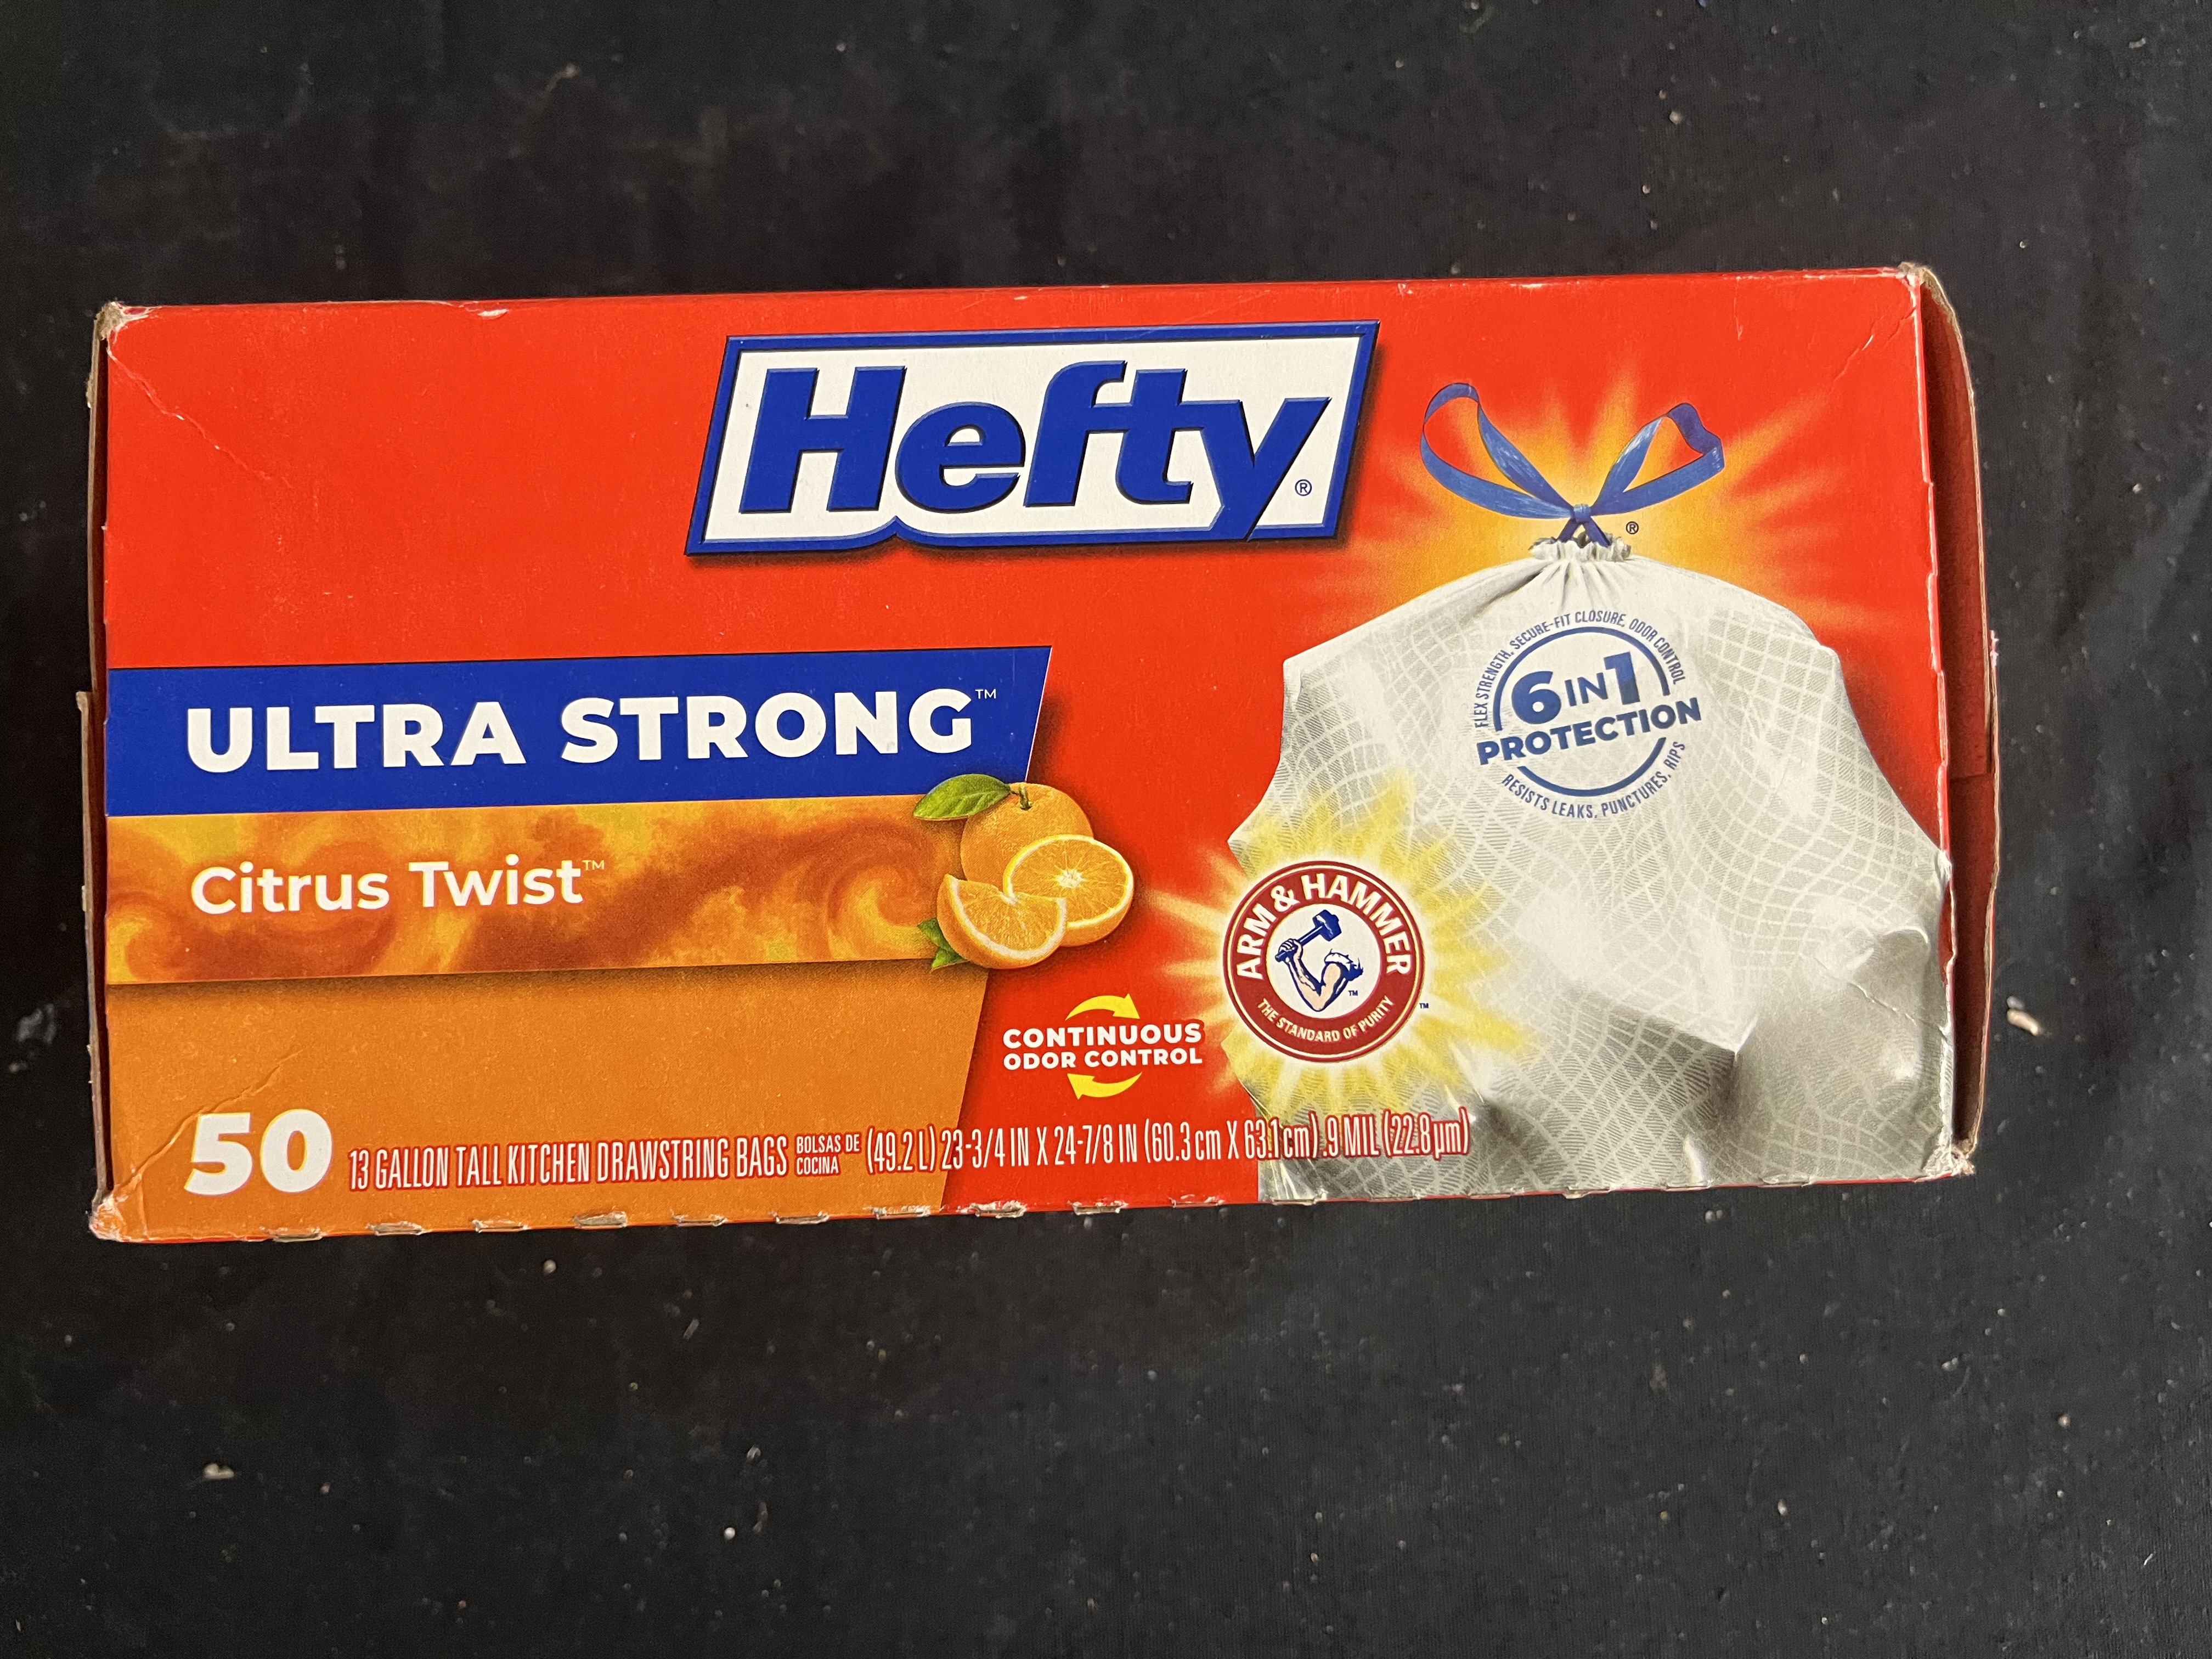 Hefty®
®
FLEX STRENGTH, SECURE-FIT CLOSURE, ODOR CONTROL
6 IN 1
PROTECTION
RESISTS LEAKS, PUNCTURES, RIPS
ULTRA STRONG™
Citrus Twist™
ARM & HAMMER
™
THE STANDARD OF PURITY
™
CONTINUOUS
ODOR CONTROL
50 13 GALLON TALL KITCHEN DRAWSTRING BAGS BOLSAS DE COCINA (49.2 L) 23-3/4 IN X 24-7/8 IN (60.3 cm X 63.1 cm) .9 MIL (22.8 µm)